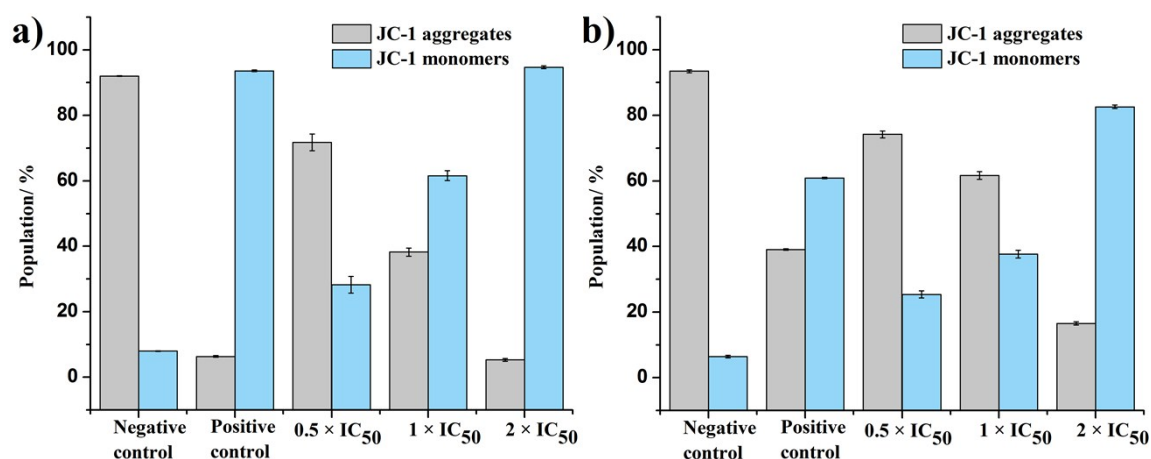 a)
JC-1 aggregates
JC-1 monomers
Population/ %
100
80
60
40
20
0
Negative control
Positive control
0.5 × IC50
1 × IC50
2 × IC50
b)
JC-1 aggregates
JC-1 monomers
Population/ %
100
80
60
40
20
0
Negative control
Positive control
0.5 × IC50
1 × IC50
2 × IC50